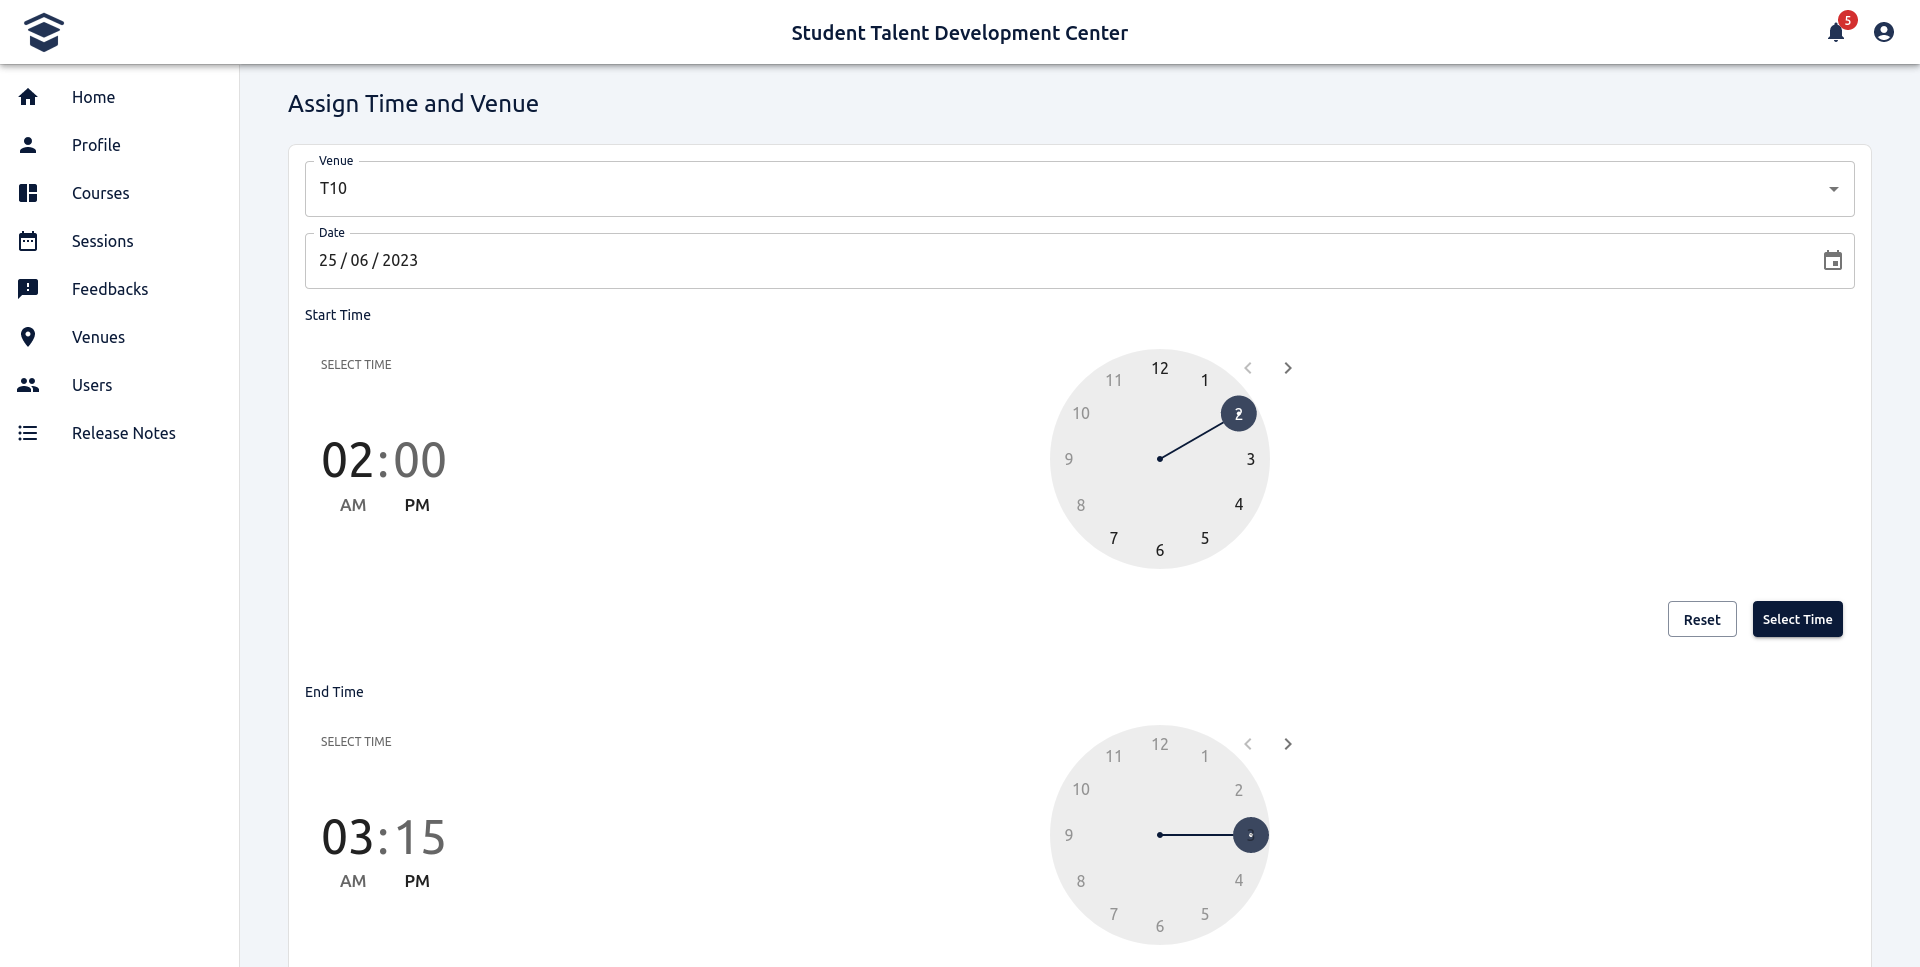 Student Talent Development Center
5
Home
Profile
Courses
Sessions
Feedbacks
Venues
Users
Release Notes
Assign Time and Venue
Venue
T10
Date
25 / 06 / 2023
Start Time
SELECT TIME
02:00
AM PM
12
1
2
3
4
5
6
7
8
9
10
11
Reset
Select Time
End Time
SELECT TIME
03:15
AM PM
12
1
2
3
4
5
6
7
8
9
10
11